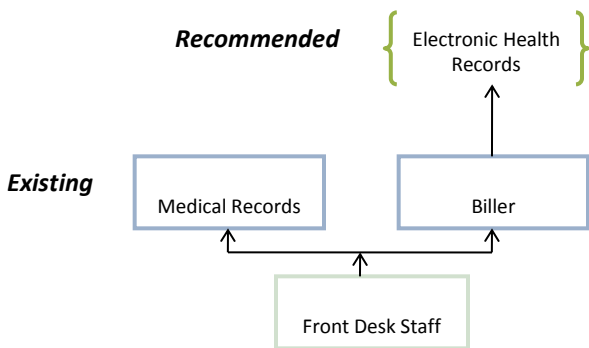 Recommended
Electronic Health
Records
Existing
Medical Records
Biller
Front Desk Staff